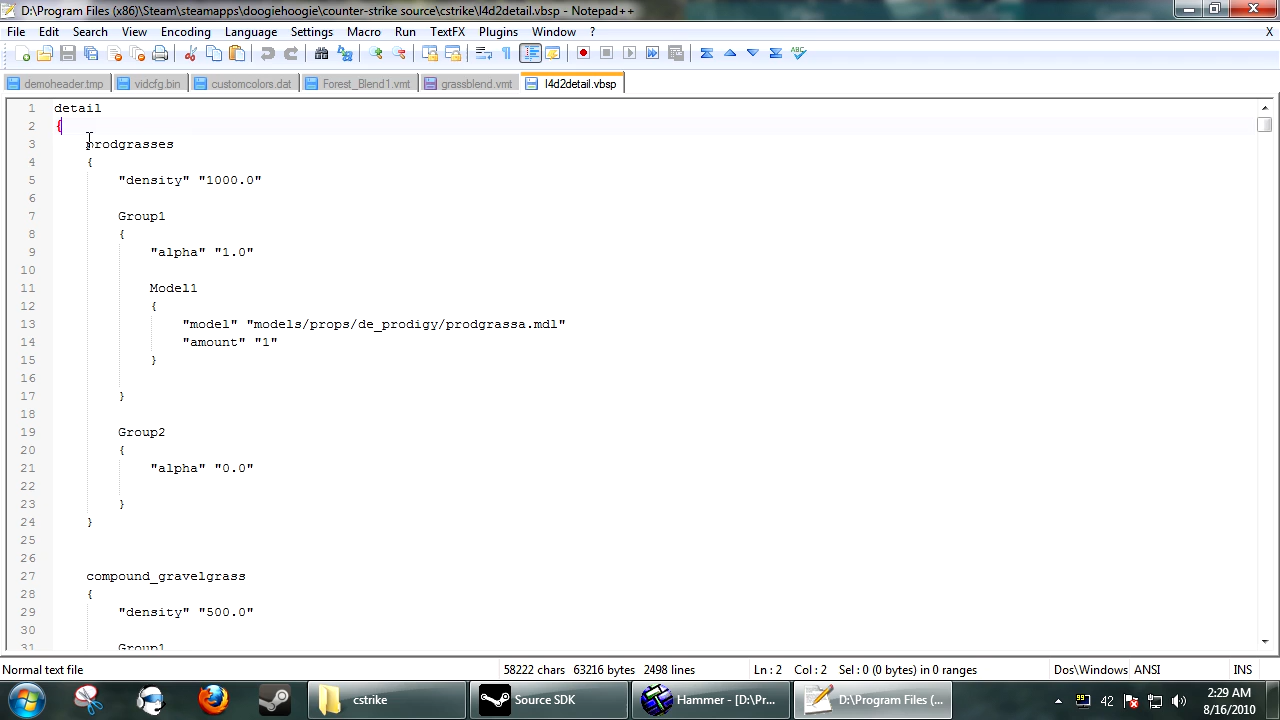 D:\Program Files (x86)\Steam\steamapps\doogiehoogie\counter-strike source\cstrike\l4d2detail.vbsp - Notepad++
File Edit Search View Encoding Language Settings Macro Run TextFX Plugins Window ? X
demoheader.tmp vidcfg.bin customcolors.dat Forest_Blend1.vmt grassblend.vmt l4d2detail.vbsp
1 detail
2 {
3 prodgrasses
4 {
5 "density" "1000.0"
6
7 Group1
8 {
9 "alpha" "1.0"
10
11 Model1
12 {
13 "model" "models/props/de_prodigy/prodgrassa.mdl"
14 "amount" "1"
15 }
16
17 }
18
19 Group2
20 {
21 "alpha" "0.0"
22
23 }
24 }
25
26
27 compound_gravelgrass
28 {
29 "density" "500.0"
30
31 Group1
Normal text file 58222 chars 63216 bytes 2498 lines Ln : 2 Col : 2 Sel : 0 (0 bytes) in 0 ranges Dos\Windows ANSI INS
cstrike Source SDK Hammer - [D:\Pr... D:\Program Files (... 42 2:29 AM
8/16/2010